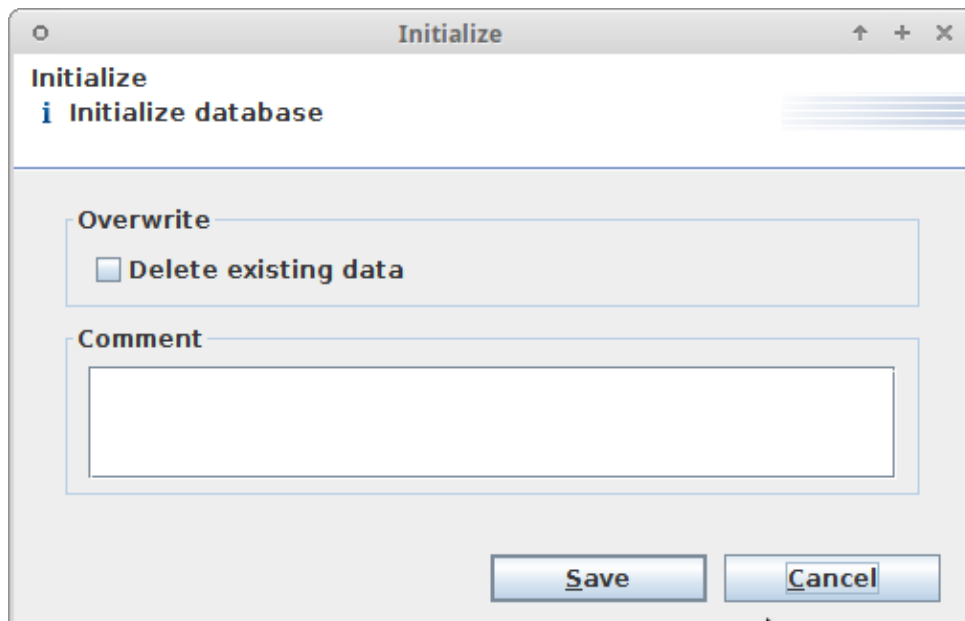 Initialize
Initialize
i Initialize database
Overwrite
Delete existing data
Comment
Save Cancel